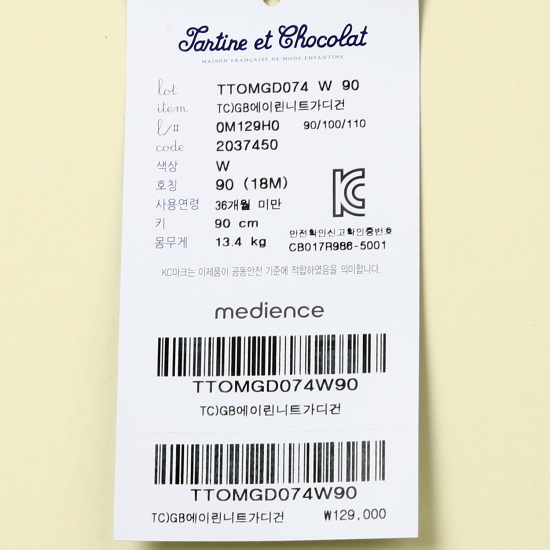 Tartine et Chocolat
MAISON FRANÇAISE DE MODE ENFANTINE
lot TTOMGD074 W 90
item TC)GB에이린니트가디건
l/# 0M129H0 90/100/110
code 2037450
색상 W
호칭 90 (18M)
사용연령 36개월 미만
키 90 cm
몸무게 13.4 kg
안전확인신고확인증번호
CB017R986-5001
KC마크는 이제품이 공통안전 기준에 적합하였음을 의미합니다.
medience
TTOMGD074W90
TC)GB에이린니트가디건
TTOMGD074W90
TC)GB에이린니트가디건 ₩129,000